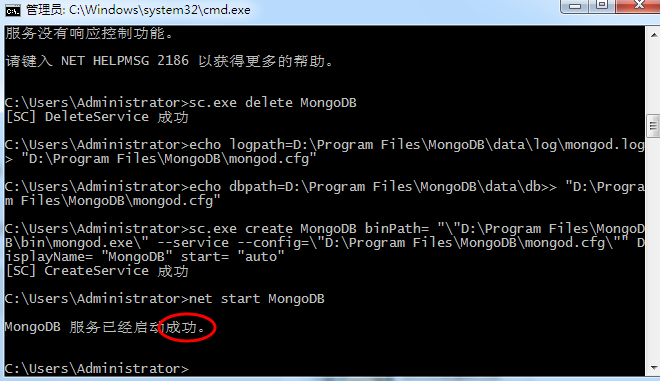 管理员: C:\Windows\system32\cmd.exe
服务没有响应控制功能。
请键入 NET HELPMSG 2186 以获得更多的帮助。
C:\Users\Administrator>sc.exe delete MongoDB
[SC] DeleteService 成功
C:\Users\Administrator>echo logpath=D:\Program Files\MongoDB\data\log\mongod.log
> "D:\Program Files\MongoDB\mongod.cfg"
C:\Users\Administrator>echo dbpath=D:\Program Files\MongoDB\data\db>> "D:\Progra
m Files\MongoDB\mongod.cfg"
C:\Users\Administrator>sc.exe create MongoDB binPath= "\"D:\Program Files\MongoD
B\bin\mongod.exe\" --service --config=\"D:\Program Files\MongoDB\mongod.cfg\"" D
isplayName= "MongoDB" start= "auto"
[SC] CreateService 成功
C:\Users\Administrator>net start MongoDB
MongoDB 服务已经启动成功。
C:\Users\Administrator>